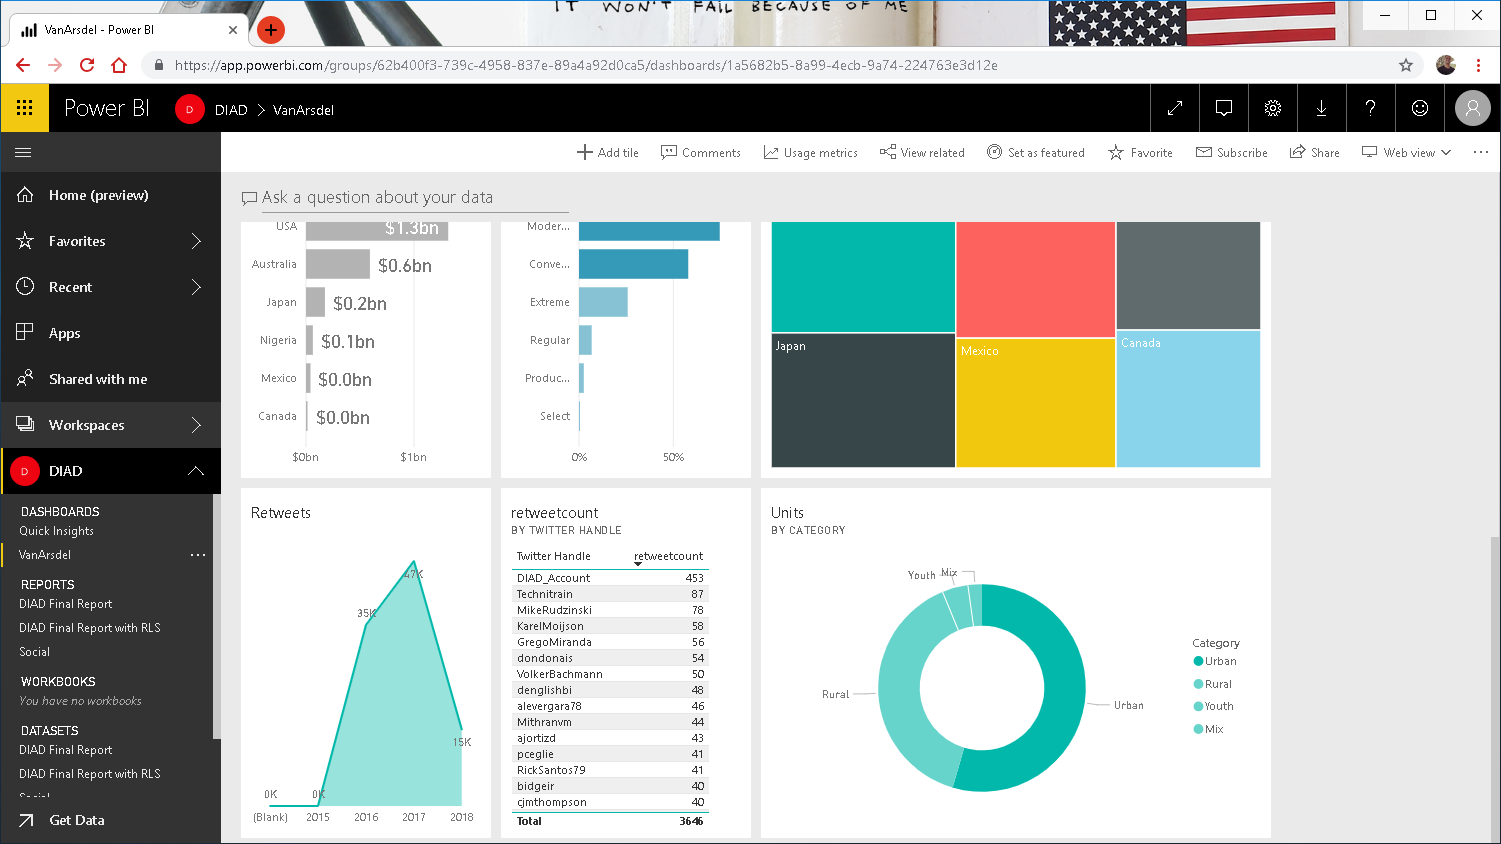 IT WON'T FAIL BECAUSE OF ME
VanArsdel - Power BI
https://app.powerbi.com/groups/62b400f3-739c-4958-837e-89a4a92d0ca5/dashboards/1a5682b5-8a99-4ecb-9a74-224763e3d12e
Power BI D DIAD > VanArsdel
Add tile Comments Usage metrics View related Set as featured Favorite Subscribe Share Web view
Home (preview)
Favorites
Recent
Apps
Shared with me
Workspaces
D DIAD
DASHBOARDS
Quick Insights
VanArsdel
REPORTS
DIAD Final Report
DIAD Final Report with RLS
Social
WORKBOOKS
You have no workbooks
DATASETS
DIAD Final Report
DIAD Final Report with RLS
Social
Get Data
Ask a question about your data
USA $1.3bn
Australia $0.6bn
Japan $0.2bn
Nigeria $0.1bn
Mexico $0.0bn
Canada $0.0bn
$0bn $1bn
Moder...
Conve...
Extreme
Regular
Produc...
Select
0% 50%
Japan
Mexico
Canada
Retweets
47K
35K
15K
0K 0K
(Blank) 2015 2016 2017 2018
retweetcount
BY TWITTER HANDLE
Twitter Handle retweetcount
DIAD_Account 453
Technitrain 87
MikeRudzinski 78
KarelMoijson 58
GregoMiranda 56
dondonais 54
VolkerBachmann 50
denglishbi 48
alevergara78 46
Mithranvm 44
ajortizd 43
pceglie 41
RickSantos79 41
bidgeir 40
cjmthompson 40
Total 3646
Units
BY CATEGORY
Youth Mix
Rural
Urban
Category
Urban
Rural
Youth
Mix